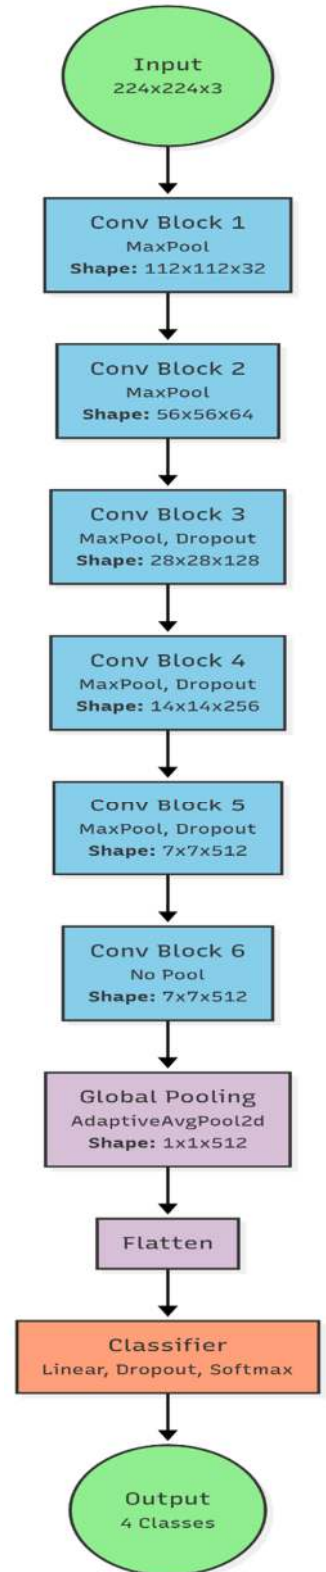 Input
224x224x3
Conv Block 1
MaxPool
Shape: 112x112x32
Conv Block 2
MaxPool
Shape: 56x56x64
Conv Block 3
MaxPool, Dropout
Shape: 28x28x128
Conv Block 4
MaxPool, Dropout
Shape: 14x14x256
Conv Block 5
MaxPool, Dropout
Shape: 7x7x512
Conv Block 6
No Pool
Shape: 7x7x512
Global Pooling
AdaptiveAvgPool2d
Shape: 1x1x512
Flatten
Classifier
Linear, Dropout, Softmax
Output
4 Classes